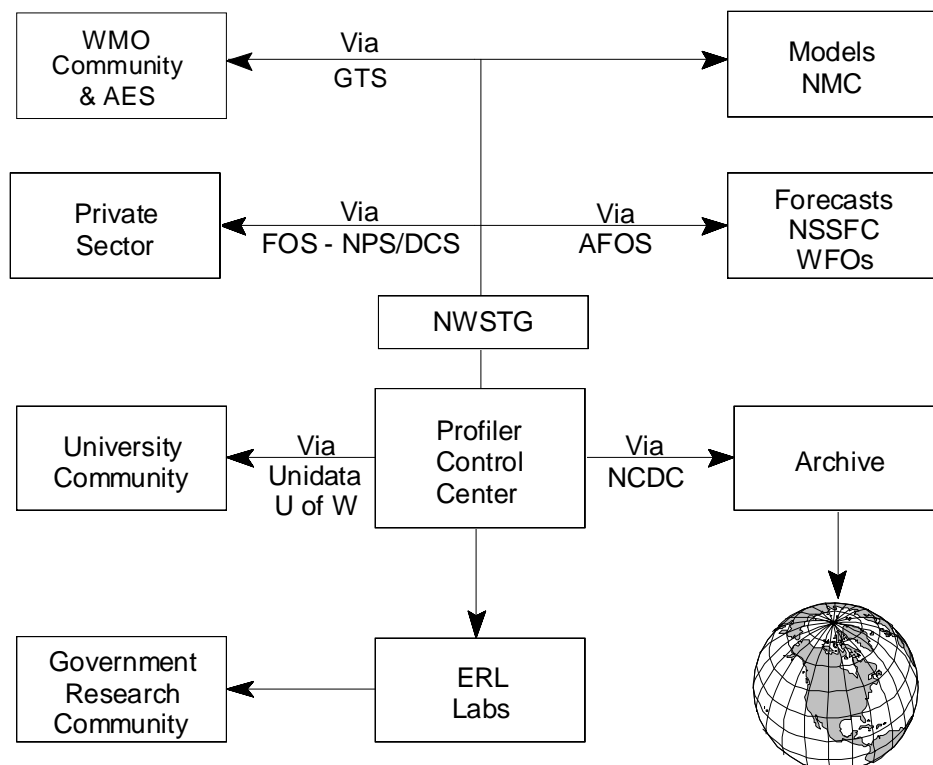 WMO
Community
& AES
Via
GTS
Models
NMC
Private
Sector
Via
FOS - NPS/DCS
Via
AFOS
Forecasts
NSSFC
WFOs
NWSTG
University
Community
Via
Unidata
U of W
Profiler
Control
Center
Via
NCDC
Archive
Government
Research
Community
ERL
Labs